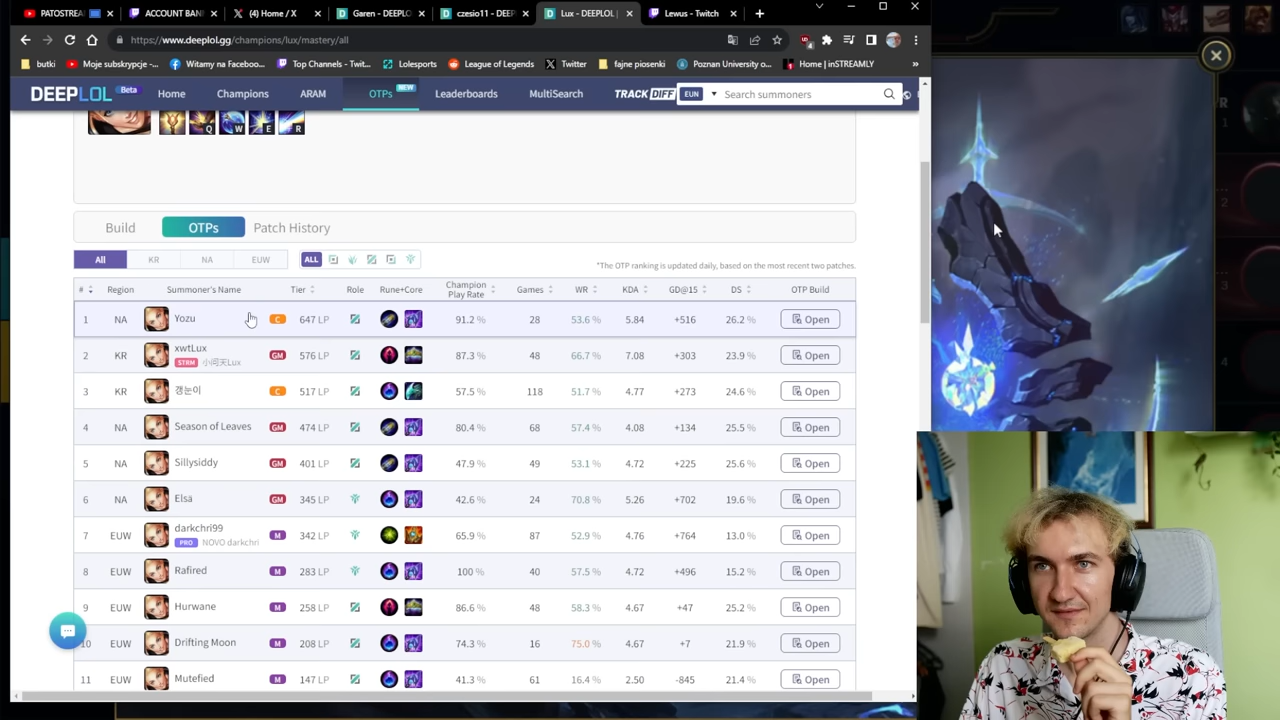 PATOSTREA
ACCOUNT BAN
(4) Home / X
Garen - DEEPLO
czesio11 - DEEP
Lux - DEEPLOL
Lewus - Twitch
https://www.deeplol.gg/champions/lux/mastery/all
butki
Moje subskrypcje -...
Witamy na Faceboo...
Top Channels - Twit...
Lolesports
League of Legends
Twitter
fajne piosenki
Poznan University o...
Home | inSTREAMLY
DEEPLOL Beta
Home
Champions
ARAM
OTPs NEW
Leaderboards
MultiSearch
TRACK DIFF
EUN
Search summoners
Q W E R
Build OTPs Patch History
All KR NA EUW ALL
*The OTP ranking is updated daily, based on the most recent two patches.
# Region Summoner's Name Tier Role Rune+Core Champion Play Rate Games WR KDA GD@15 DS OTP Build
1 NA Yozu C 647 LP 91.2 % 28 53.6 % 5.84 +516 26.2 % Open
2 KR xwtLux GM 576 LP 87.3 % 48 66.7 % 7.08 +303 23.9 % Open
STRM 小闭天Lux
3 KR 갱눈이 C 517 LP 57.5 % 118 51.7 % 4.77 +273 24.6 % Open
4 NA Season of Leaves GM 474 LP 80.4 % 68 57.4 % 4.08 +134 25.5 % Open
5 NA Sillysiddy GM 401 LP 47.9 % 49 53.1 % 4.72 +225 25.6 % Open
6 NA Elsa GM 345 LP 42.6 % 24 70.8 % 5.26 +702 19.6 % Open
7 EUW darkchri99 M 342 LP 65.9 % 87 52.9 % 4.76 +764 13.0 % Open
PRO NOVO darkchri
8 EUW Rafired M 283 LP 100 % 40 57.5 % 4.72 +496 15.2 % Open
9 EUW Hurwane M 258 LP 86.6 % 48 58.3 % 4.67 +47 25.2 % Open
10 EUW Drifting Moon M 208 LP 74.3 % 16 75.0 % 4.67 +7 21.9 % Open
11 EUW Mutefied M 147 LP 41.3 % 61 16.4 % 2.50 -845 21.4 % Open